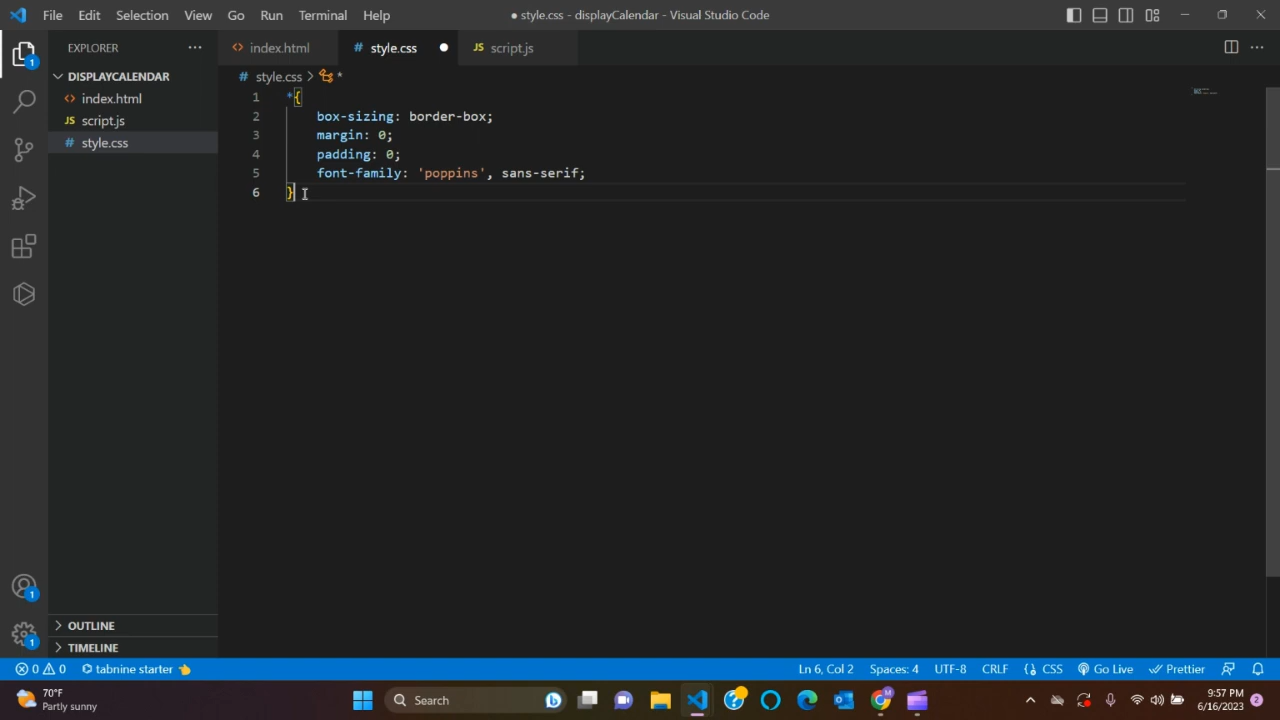 File Edit Selection View Go Run Terminal Help
● style.css - displayCalendar - Visual Studio Code
EXPLORER ···
<> index.html
# style.css ●
JS script.js
DISPLAYCALENDAR
<> index.html
JS script.js
# style.css
# style.css > *
1 *{
2 box-sizing: border-box;
3 margin: 0;
4 padding: 0;
5 font-family: 'poppins', sans-serif;
6 }
1
1
1
OUTLINE
TIMELINE
0 0 tabnine starter 👈
Ln 6, Col 2 Spaces: 4 UTF-8 CRLF {} CSS Go Live Prettier
70°F
Partly sunny
Search
9:57 PM
6/16/2023
2